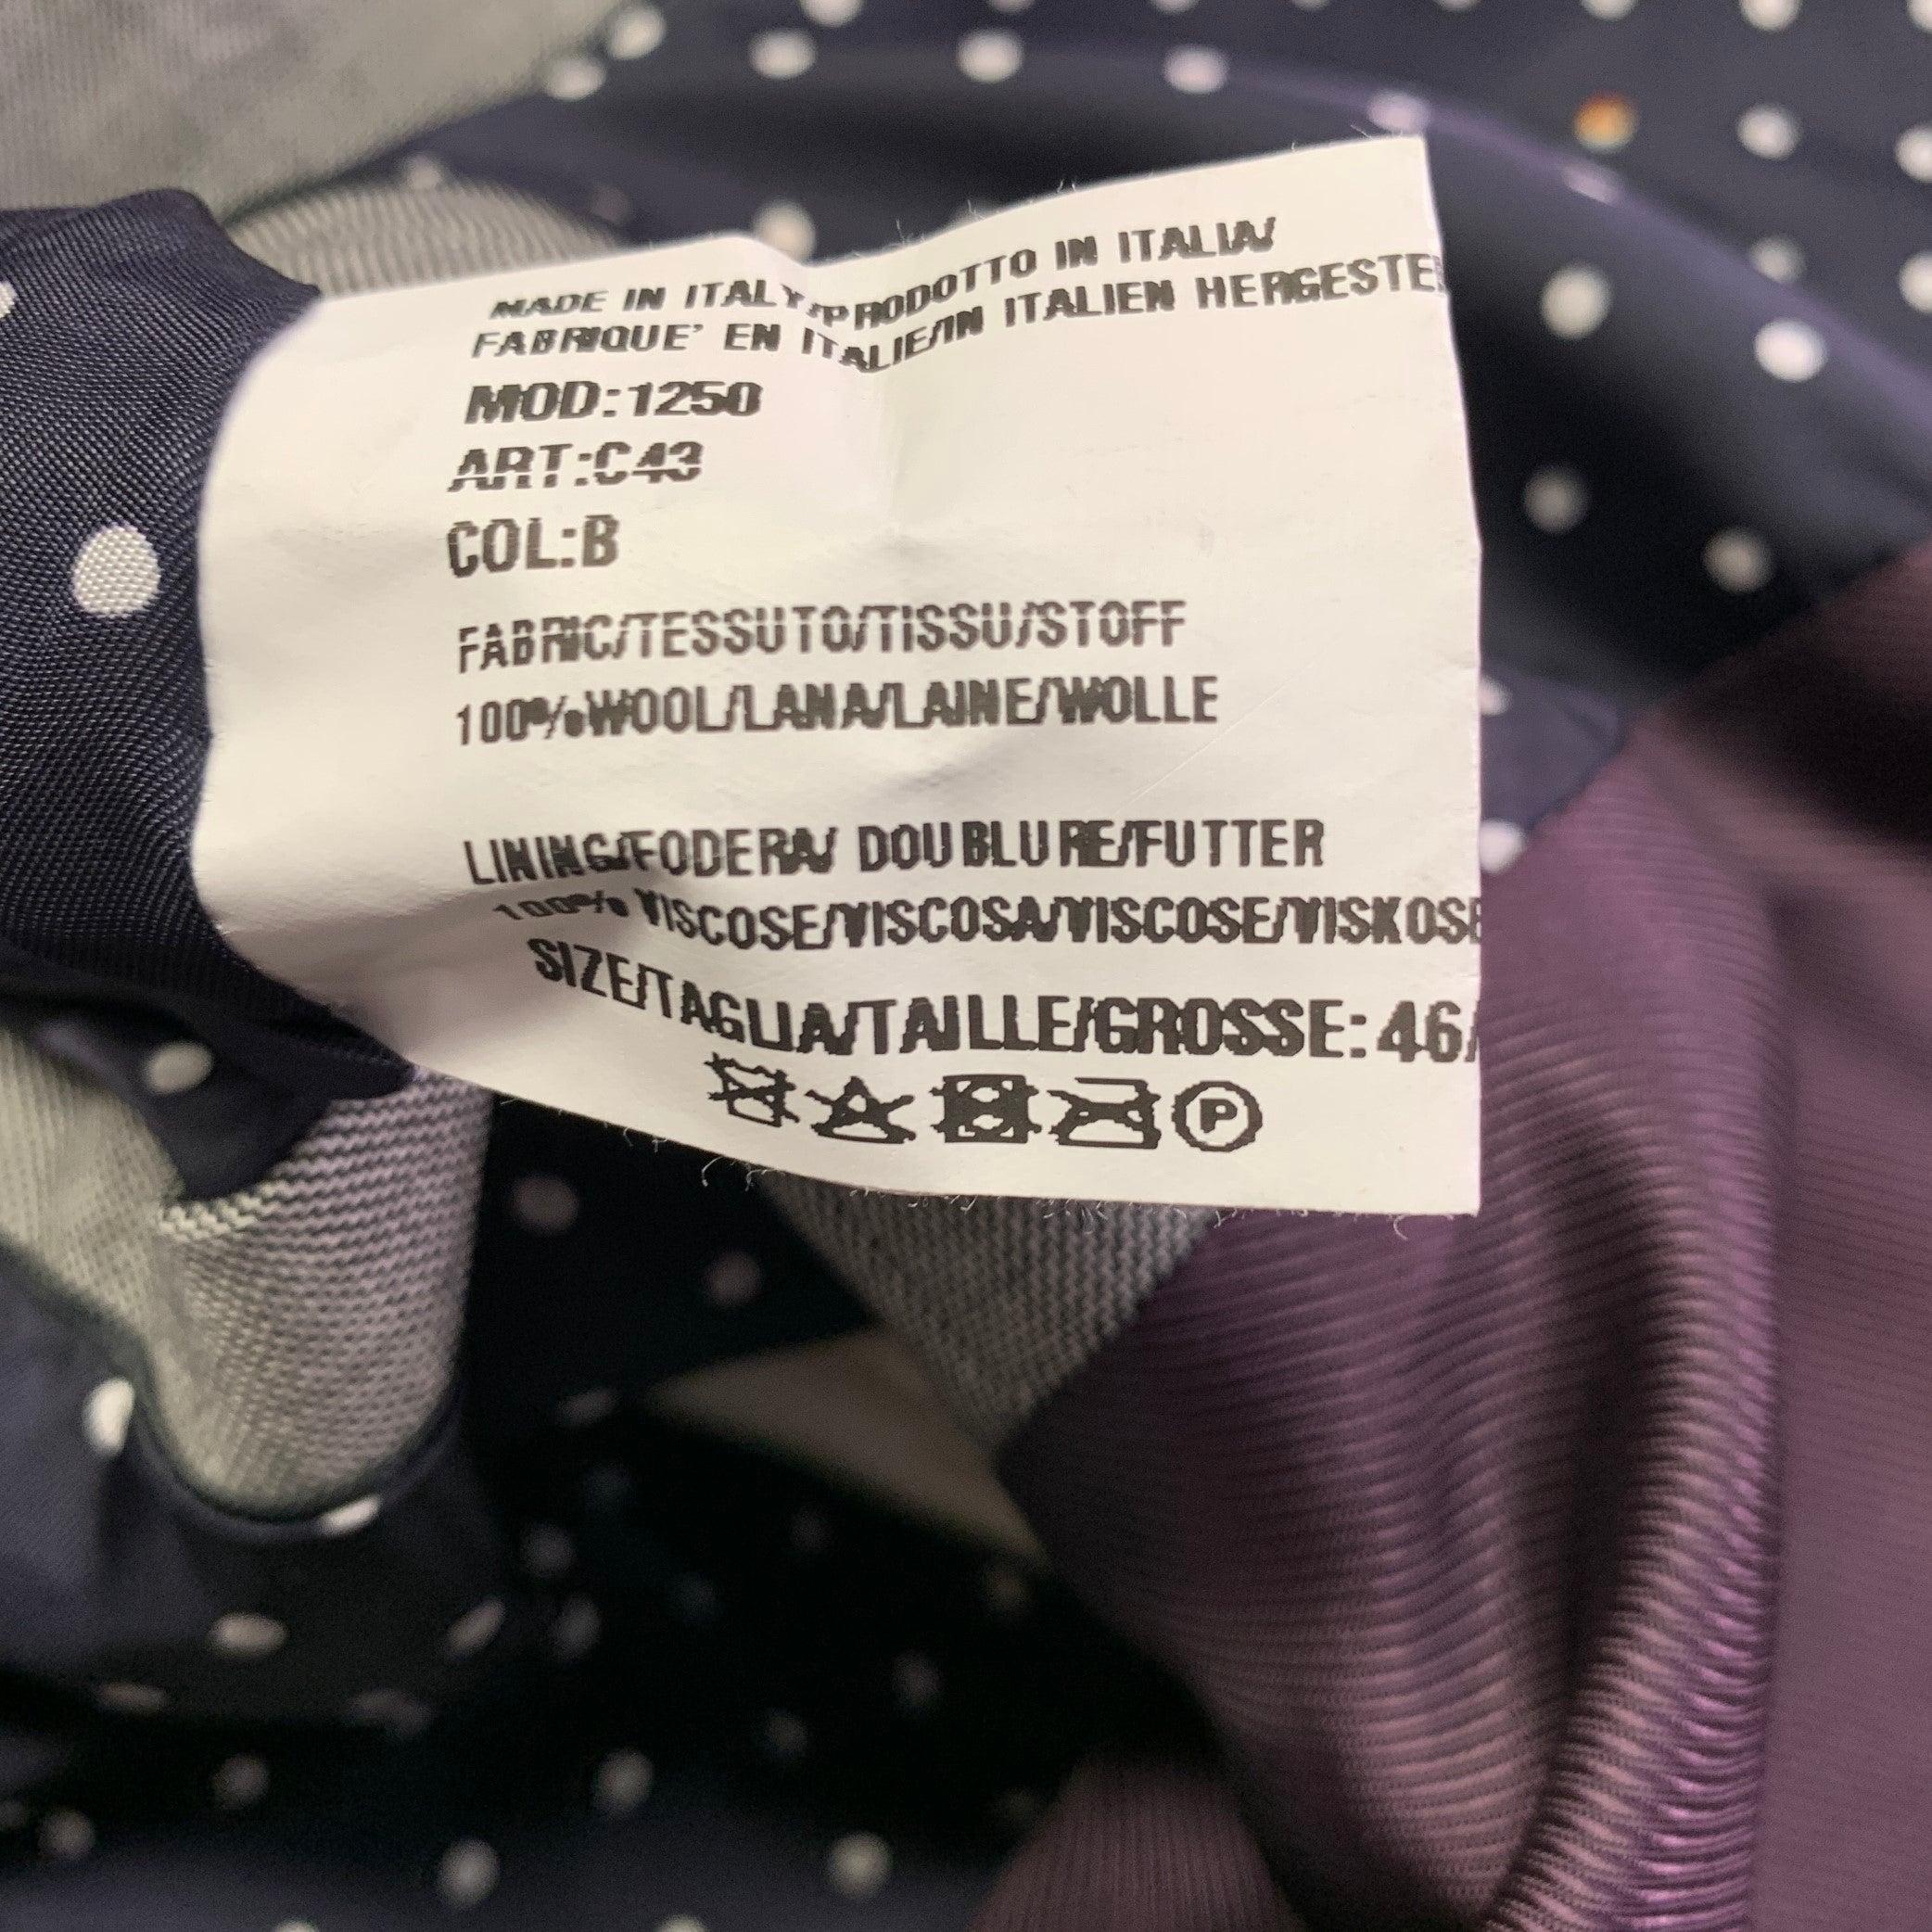 MADE IN ITALY/PRODOTTO IN ITALIA/
FABRIQUE' EN ITALIE/IN ITALIEN HERGESTE
MOD:1250
ART:C43
COL:B
FABRIC/TESSUTO/TISSU/STOFF
100%WOOL/LANA/LAINE/WOLLE
LINING/FODERA/ DOUBLURE/FUTTER
100% VISCOSE/VISCOSA/VISCOSE/VISKOSE
SIZE/TAGLIA/TAILLE/GROSSE:46/
P